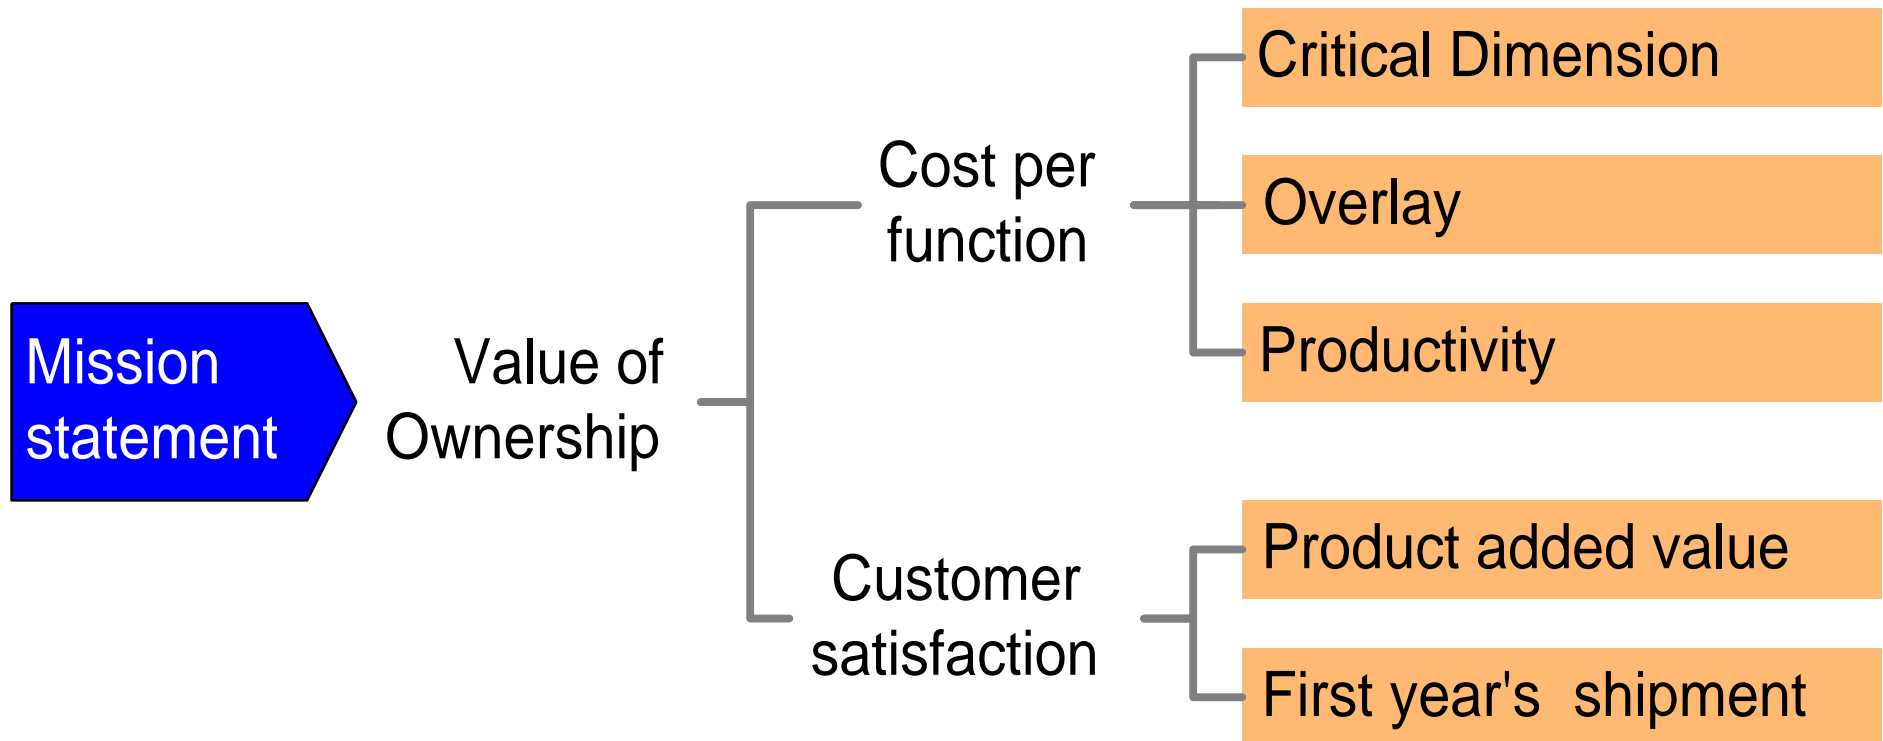 Mission
statement
Value of
Ownership
Cost per
function
Critical Dimension
Overlay
Productivity
Customer
satisfaction
Product added value
First year's  shipment